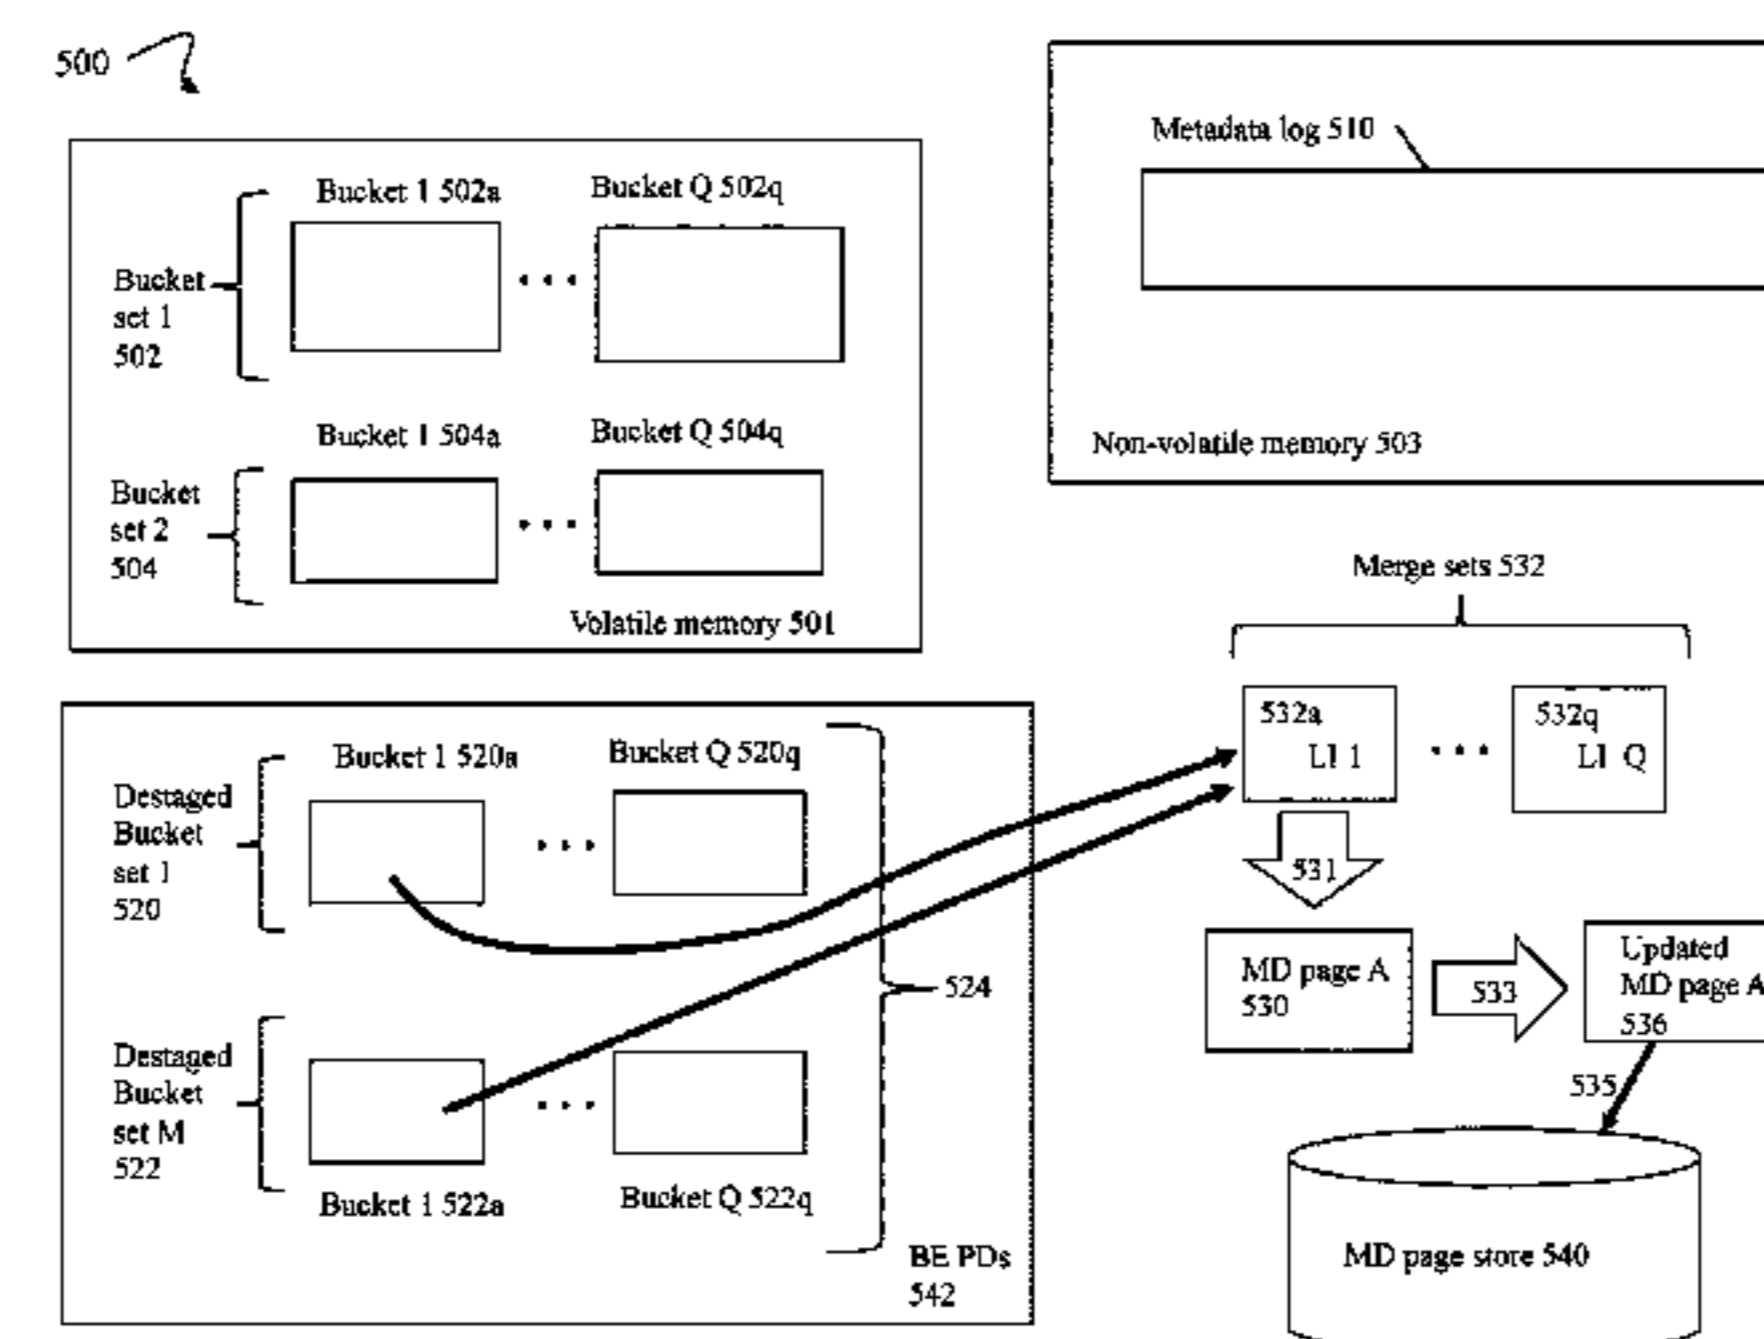 500
Metadata log 510
Bucket 1 502a
Bucket Q 502q
Bucket
set 1
502
Bucket 1 504a
Bucket Q 504q
Non-volatile memory 503
Bucket
set 2
504
Volatile memory 501
Merge sets 532
532a
LI 1
532q
LI Q
Bucket 1 520a
Bucket Q 520q
Destaged
Bucket
set 1
520
531
524
MD page A
530
533
Updated
MD page A
536
535
Destaged
Bucket
set M
522
Bucket 1 522a
Bucket Q 522q
BE PDs
542
MD page store 540